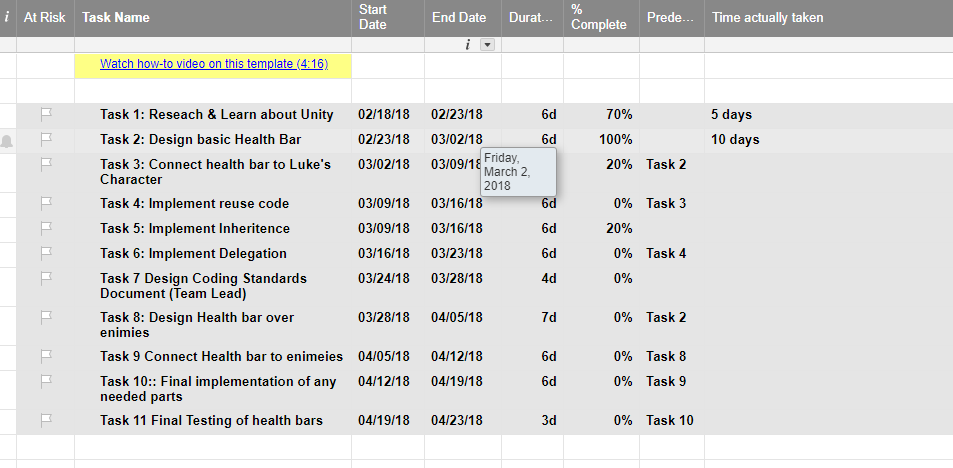 i At Risk Task Name Start Date End Date Durat... % Complete Prede... Time actually taken
i
Watch how-to video on this template (4:16)
Task 1: Reseach & Learn about Unity 02/18/18 02/23/18 6d 70% 5 days
Task 2: Design basic Health Bar 02/23/18 03/02/18 6d 100% 10 days
Friday,
March 2,
2018
Task 3: Connect health bar to Luke's 03/02/18 03/09/18 20% Task 2
Character
Task 4: Implement reuse code 03/09/18 03/16/18 6d 0% Task 3
Task 5: Implement Inheritence 03/09/18 03/16/18 6d 20%
Task 6: Implement Delegation 03/16/18 03/23/18 6d 0% Task 4
Task 7 Design Coding Standards 03/24/18 03/28/18 4d 0%
Document (Team Lead)
Task 8: Design Health bar over 03/28/18 04/05/18 7d 0% Task 2
enimies
Task 9 Connect Health bar to enimeies 04/05/18 04/12/18 6d 0% Task 8
Task 10:: Final implementation of any 04/12/18 04/19/18 6d 0% Task 9
needed parts
Task 11 Final Testing of health bars 04/19/18 04/23/18 3d 0% Task 10